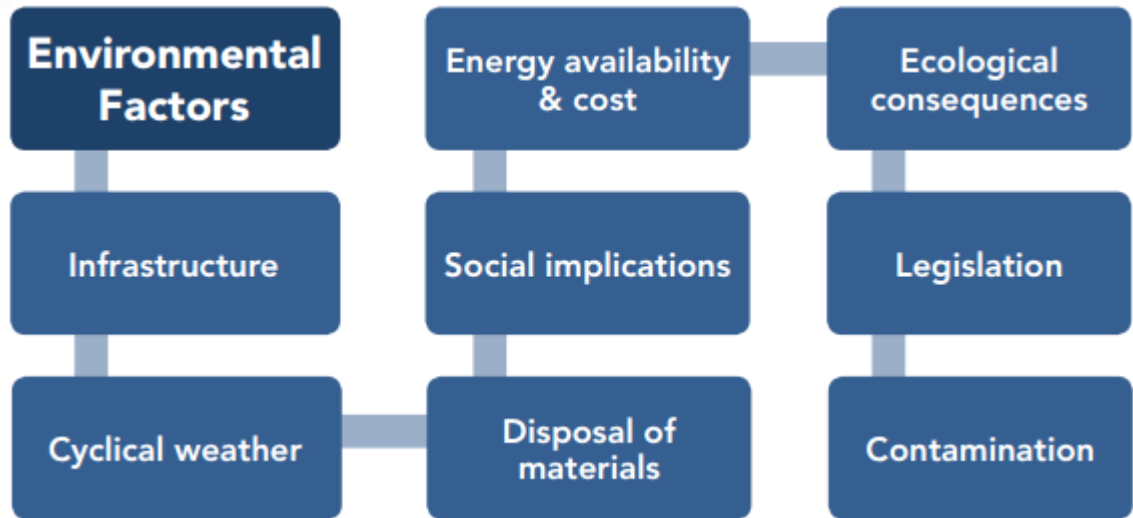 Environmental
Factors
Infrastructure
Cyclical weather
Disposal of
materials
Social implications
Energy availability
& cost
Ecological
consequences
Legislation
Contamination